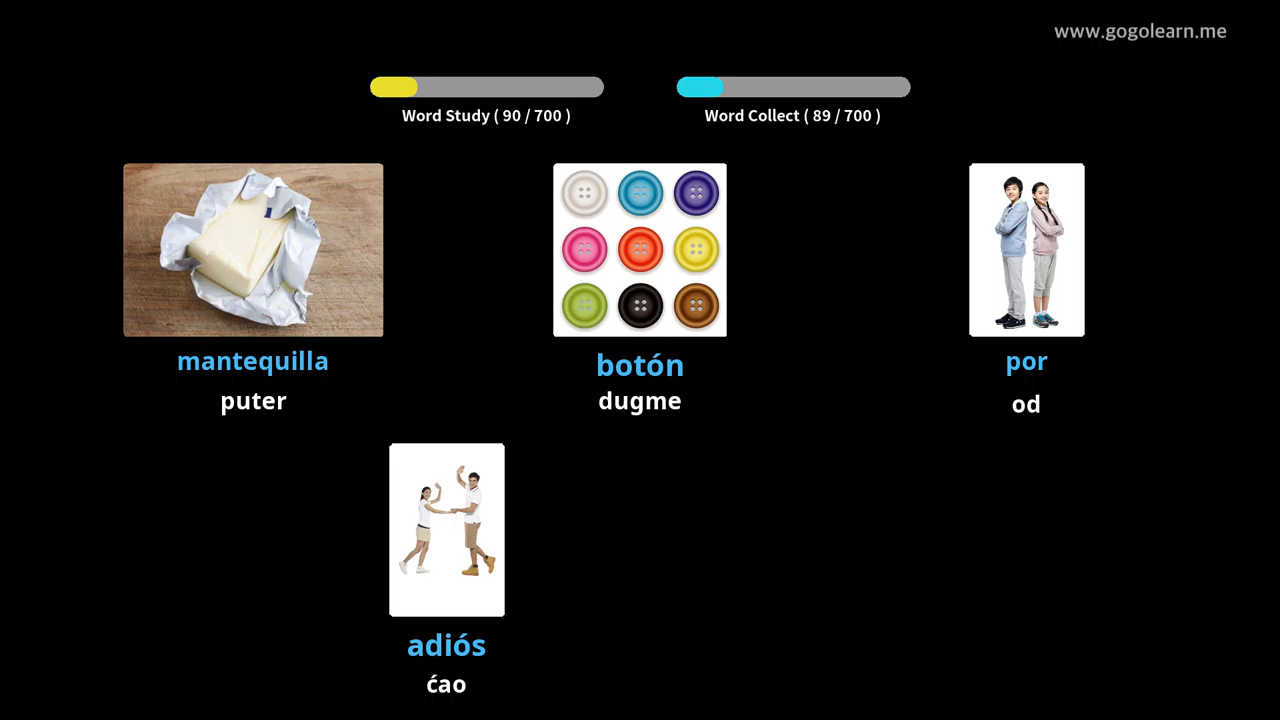 www.gogolearn.me
Word Study ( 90 / 700 )
Word Collect ( 89 / 700 )
mantequilla
puter
botón
dugme
por
od
adiós
ćao